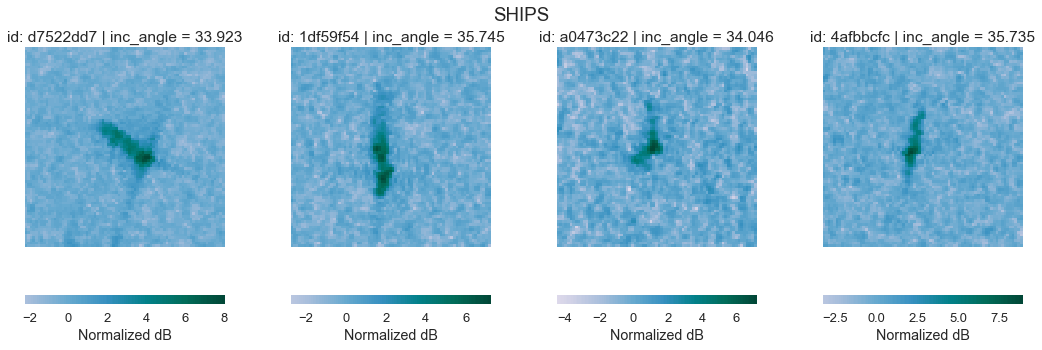 SHIPS
id: d7522dd7 | inc_angle = 33.923
id: 1df59f54 | inc_angle = 35.745
id: a0473c22 | inc_angle = 34.046
id: 4afbbcfc | inc_angle = 35.735
−2 0 2 4 6 8
−2 0 2 4 6
−4 −2 0 2 4 6
−2.5 0.0 2.5 5.0 7.5
Normalized dB
Normalized dB
Normalized dB
Normalized dB